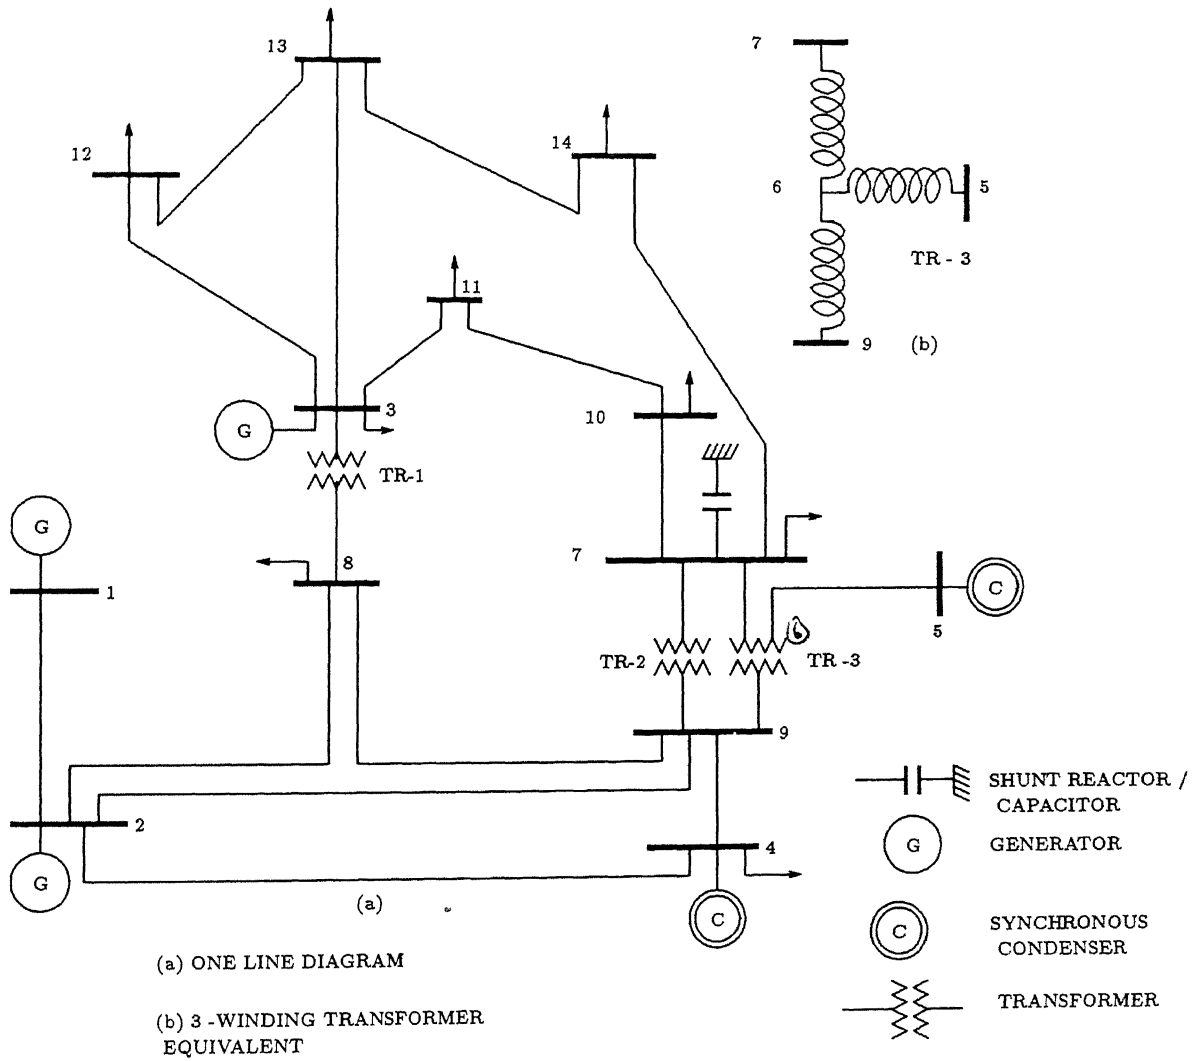 13
7
12
14
6
5
TR - 3
11
9
(b)
3
10
G
TR-1
G
7
8
1
C
5
TR-2
6
TR -3
9
SHUNT REACTOR /
CAPACITOR
2
4
G
GENERATOR
G
(a)
C
C
SYNCHRONOUS
CONDENSER
(a) ONE LINE DIAGRAM
TRANSFORMER
(b) 3 -WINDING TRANSFORMER
EQUIVALENT